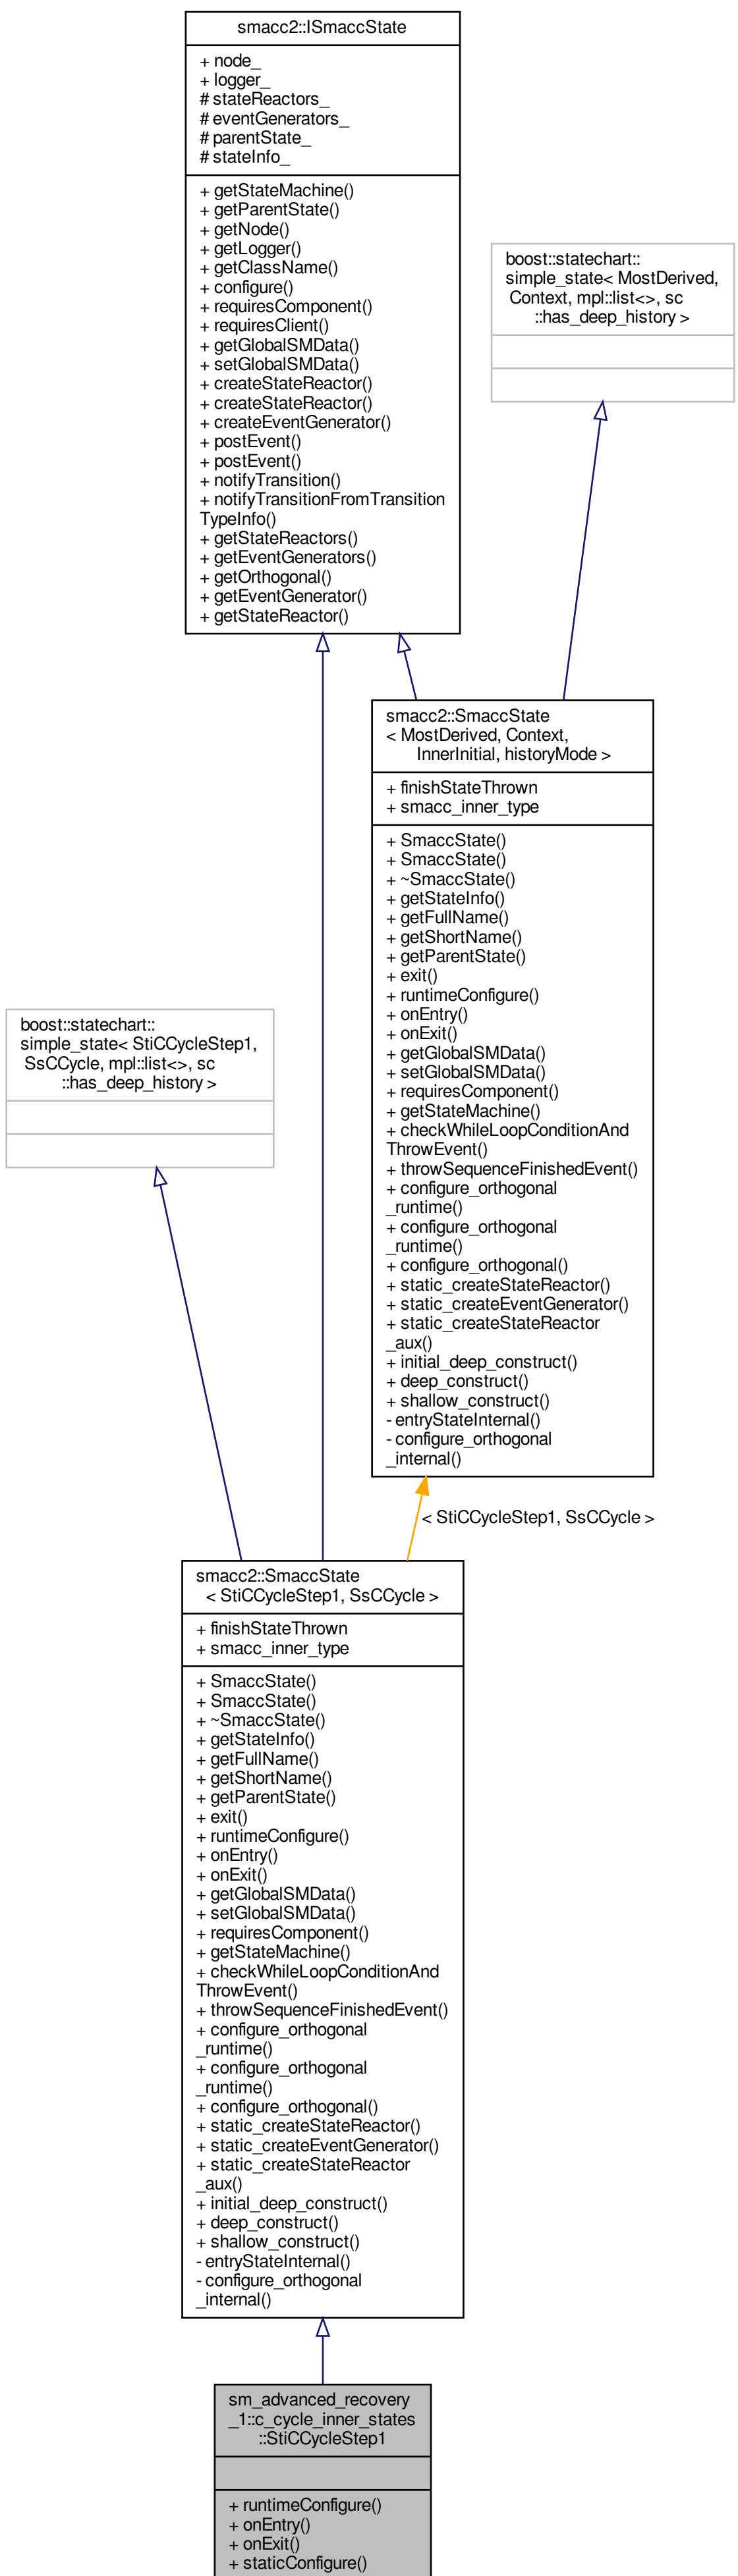 smacc2::ISmaccState
+ node_
+ logger_
# stateReactors_
# eventGenerators_
# parentState_
# stateInfo_
+ getStateMachine()
+ getParentState()
+ getNode()
+ getLogger()
+ getClassName()
+ configure()
+ requiresComponent()
+ requiresClient()
+ getGlobalSMData()
+ setGlobalSMData()
+ createStateReactor()
+ createStateReactor()
+ createEventGenerator()
+ postEvent()
+ postEvent()
+ notifyTransition()
+ notifyTransitionFromTransition
TypeInfo()
+ getStateReactors()
+ getEventGenerators()
+ getOrthogonal()
+ getEventGenerator()
+ getStateReactor()
boost::statechart::
simple_state< MostDerived,
Context, mpl::list<>, sc
::has_deep_history >
smacc2::SmaccState
< MostDerived, Context,
InnerInitial, historyMode >
+ finishStateThrown
+ smacc_inner_type
+ SmaccState()
+ SmaccState()
+ ~SmaccState()
+ getStateInfo()
+ getFullName()
+ getShortName()
+ getParentState()
+ exit()
+ runtimeConfigure()
+ onEntry()
+ onExit()
+ getGlobalSMData()
+ setGlobalSMData()
+ requiresComponent()
+ getStateMachine()
+ checkWhileLoopConditionAnd
ThrowEvent()
+ throwSequenceFinishedEvent()
+ configure_orthogonal
_runtime()
+ configure_orthogonal
_runtime()
+ configure_orthogonal()
+ static_createStateReactor()
+ static_createEventGenerator()
+ static_createStateReactor
_aux()
+ initial_deep_construct()
+ deep_construct()
+ shallow_construct()
- entryStateInternal()
- configure_orthogonal
_internal()
boost::statechart::
simple_state< StiCCycleStep1,
SsCCycle, mpl::list<>, sc
::has_deep_history >
< StiCCycleStep1, SsCCycle >
smacc2::SmaccState
< StiCCycleStep1, SsCCycle >
+ finishStateThrown
+ smacc_inner_type
+ SmaccState()
+ SmaccState()
+ ~SmaccState()
+ getStateInfo()
+ getFullName()
+ getShortName()
+ getParentState()
+ exit()
+ runtimeConfigure()
+ onEntry()
+ onExit()
+ getGlobalSMData()
+ setGlobalSMData()
+ requiresComponent()
+ getStateMachine()
+ checkWhileLoopConditionAnd
ThrowEvent()
+ throwSequenceFinishedEvent()
+ configure_orthogonal
_runtime()
+ configure_orthogonal
_runtime()
+ configure_orthogonal()
+ static_createStateReactor()
+ static_createEventGenerator()
+ static_createStateReactor
_aux()
+ initial_deep_construct()
+ deep_construct()
+ shallow_construct()
- entryStateInternal()
- configure_orthogonal
_internal()
sm_advanced_recovery
_1::c_cycle_inner_states
::StiCCycleStep1
+ runtimeConfigure()
+ onEntry()
+ onExit()
+ staticConfigure()